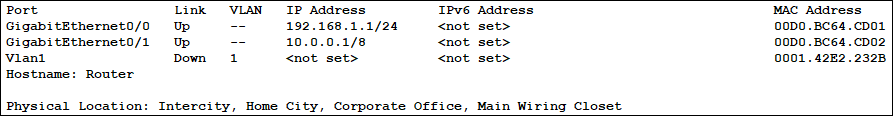 Port Link VLAN IP Address IPv6 Address MAC Address
GigabitEthernet0/0 Up -- 192.168.1.1/24 <not set> 00D0.BC64.CD01
GigabitEthernet0/1 Up -- 10.0.0.1/8 <not set> 00D0.BC64.CD02
Vlan1 Down 1 <not set> <not set> 0001.42E2.232B
Hostname: Router
Physical Location: Intercity, Home City, Corporate Office, Main Wiring Closet